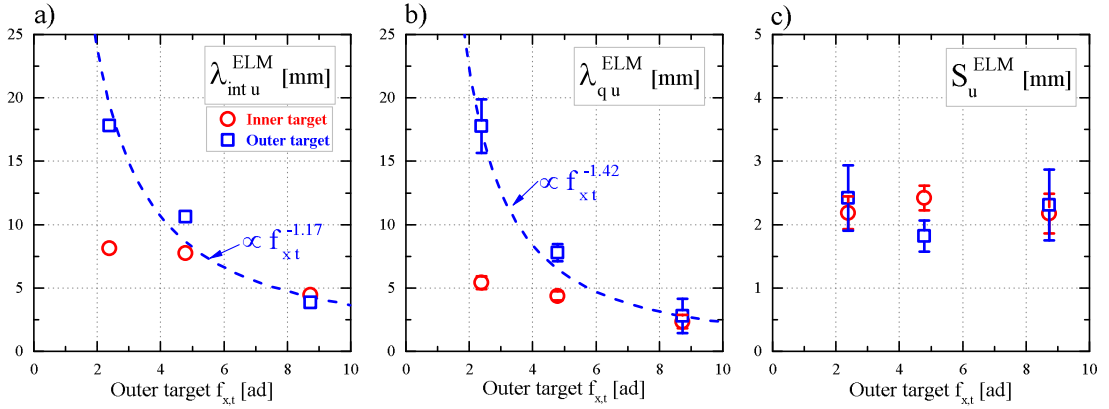 a)
λ_int u^ELM [mm]
Inner target
Outer target
∝ f_x t^-1.17
25
20
15
10
5
0
0 2 4 6 8 10
Outer target f_x,t [ad]
b)
λ_q u^ELM [mm]
∝ f_x t^-1.42
25
20
15
10
5
0
0 2 4 6 8 10
Outer target f_x,t [ad]
c)
S_u^ELM [mm]
5
4
3
2
1
0
0 2 4 6 8 10
Outer target f_x,t [ad]